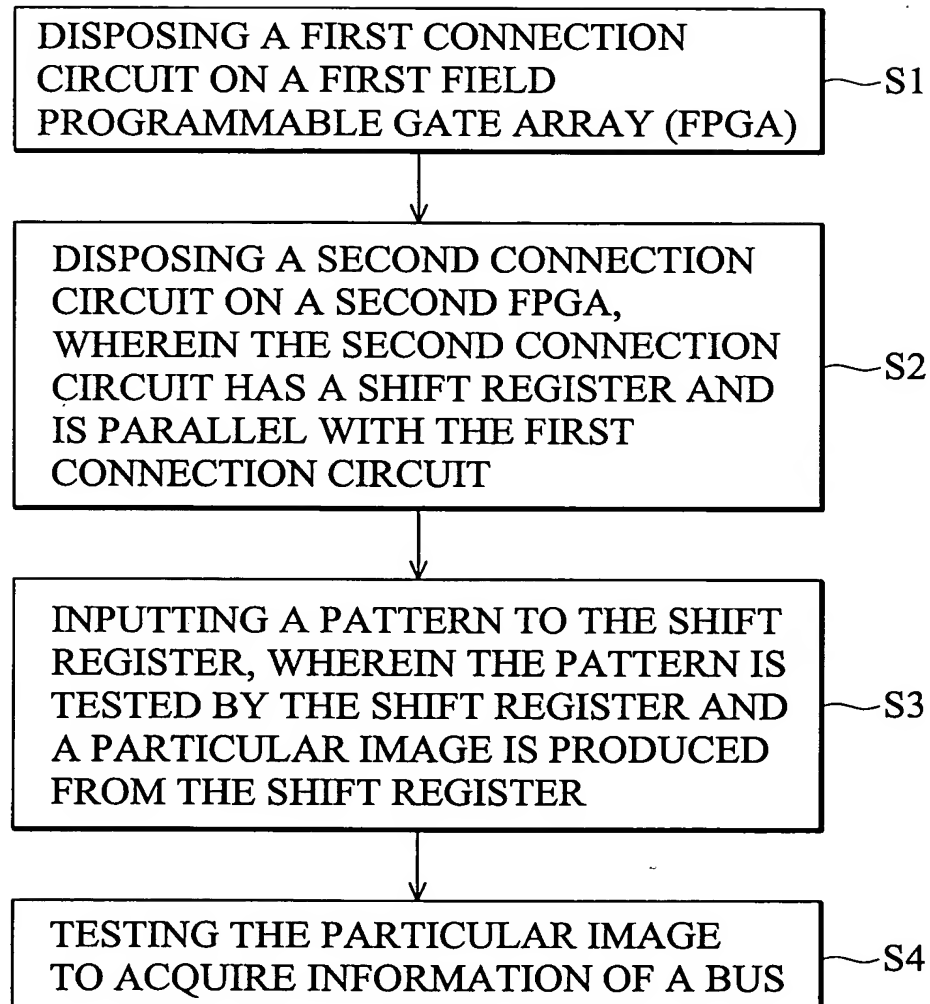 DISPOSING A FIRST CONNECTION
CIRCUIT ON A FIRST FIELD
PROGRAMMABLE GATE ARRAY (FPGA)
S1
DISPOSING A SECOND CONNECTION
CIRCUIT ON A SECOND FPGA,
WHEREIN THE SECOND CONNECTION
CIRCUIT HAS A SHIFT REGISTER AND
IS PARALLEL WITH THE FIRST
CONNECTION CIRCUIT
S2
INPUTTING A PATTERN TO THE SHIFT
REGISTER, WHEREIN THE PATTERN IS
TESTED BY THE SHIFT REGISTER AND
A PARTICULAR IMAGE IS PRODUCED
FROM THE SHIFT REGISTER
S3
TESTING THE PARTICULAR IMAGE
TO ACQUIRE INFORMATION OF A BUS
S4